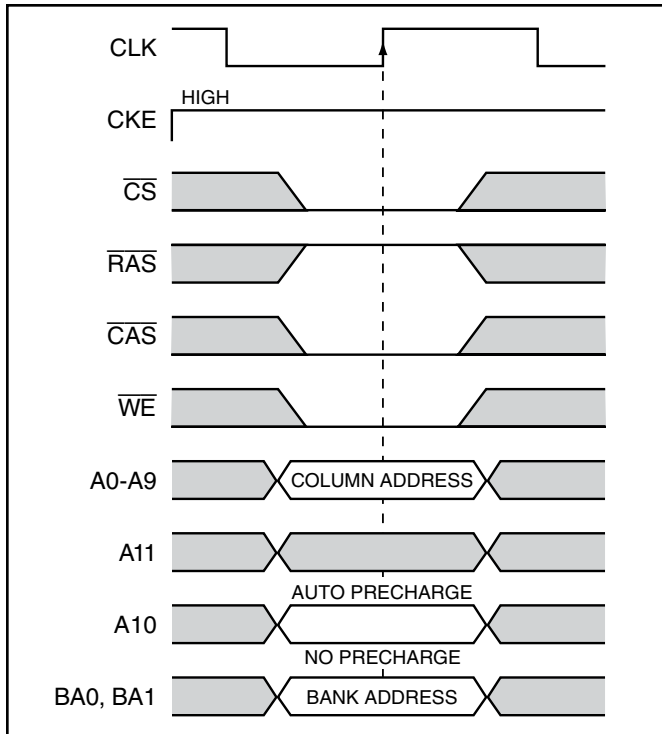 CLK
HIGH
CKE
CS
RAS
CAS
WE
A0-A9 COLUMN ADDRESS
A11
AUTO PRECHARGE
A10
NO PRECHARGE
BA0, BA1 BANK ADDRESS